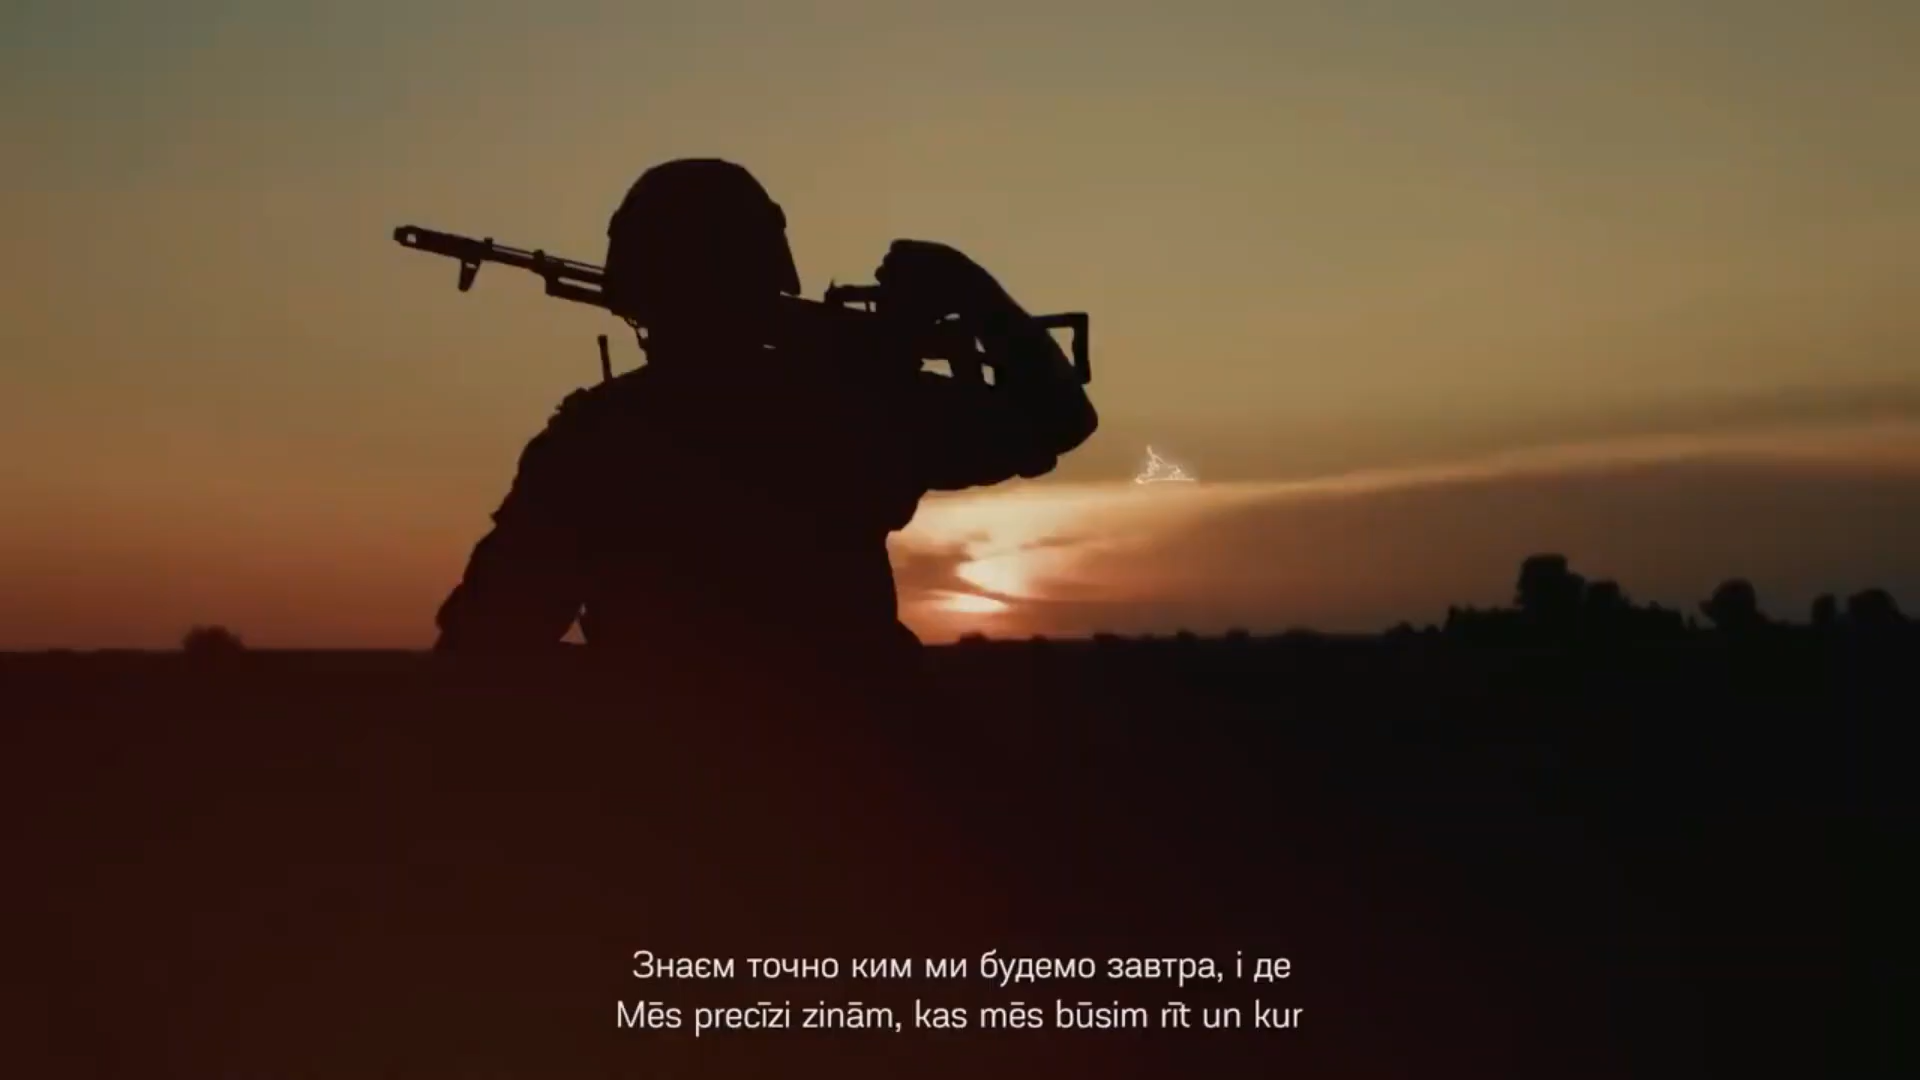 Знаєм точно ким ми будемо завтра, і де
Mēs precīzi zinām, kas mēs būsim rīt un kur